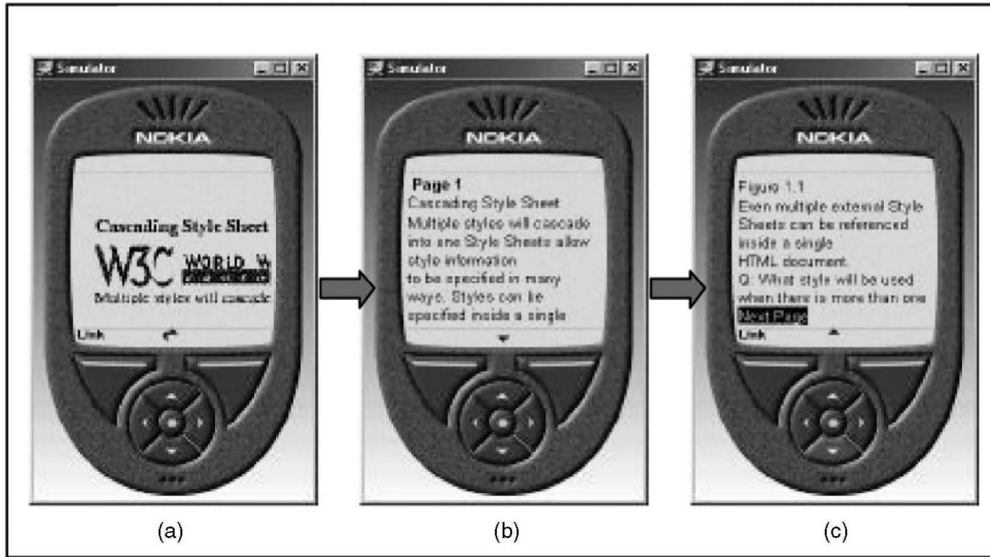 Simulator
NOKIA
Cascading Style Sheet
W3C WORLD W
Multiple styles will cascade
Link
(a)
Simulator
NOKIA
Page 1
Cascading Style Sheet
Multiple styles will cascade
into one Style Sheets allow
style information
to be specified in many
ways. Styles can be
specified inside a single
(b)
Simulator
NOKIA
Figure 1.1
Even multiple external Style
Sheets can be referenced
inside a single
HTML document.
Q: What style will be used
when there is more than one
Next Page
Link
(c)